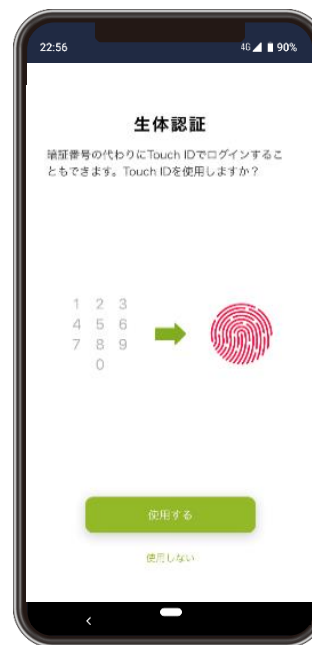 22:56 4G 90%
生体認証
暗証番号の代わりにTouch IDでログインするこ
ともできます。Touch IDを使用しますか？
1 2 3
4 5 6
7 8 9
0
使用する
使用しない